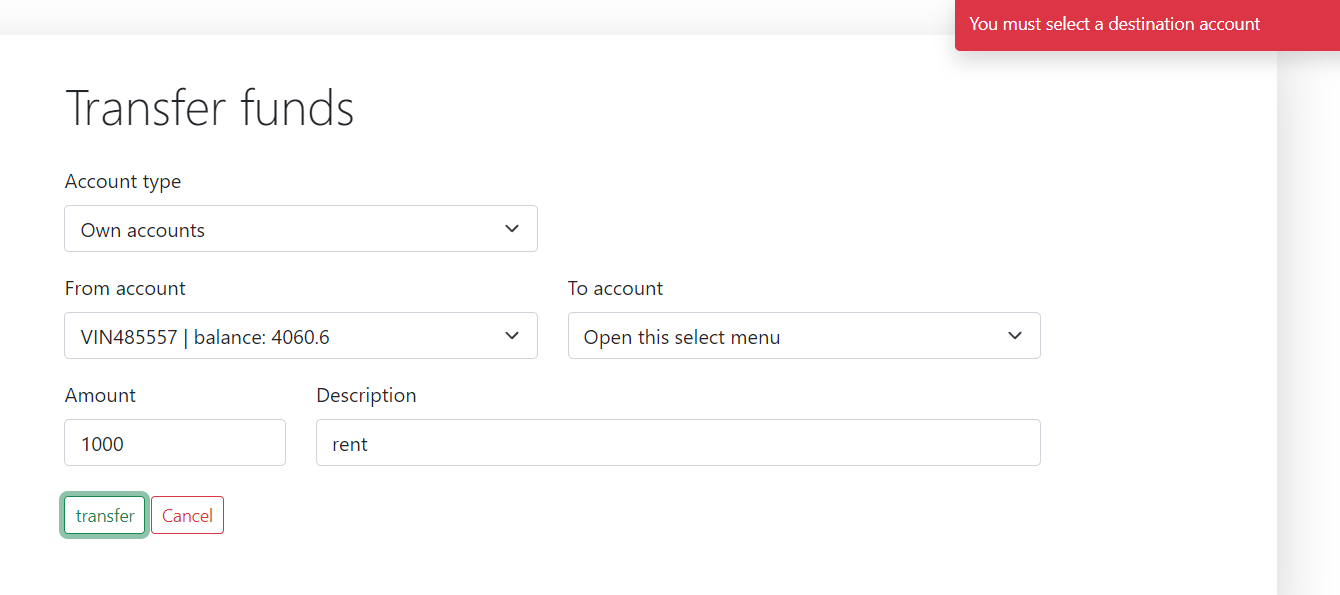 You must select a destination account
Transfer funds
Account type
Own accounts
From account
To account
VIN485557 | balance: 4060.6
Open this select menu
Amount
Description
1000
rent
transfer
Cancel